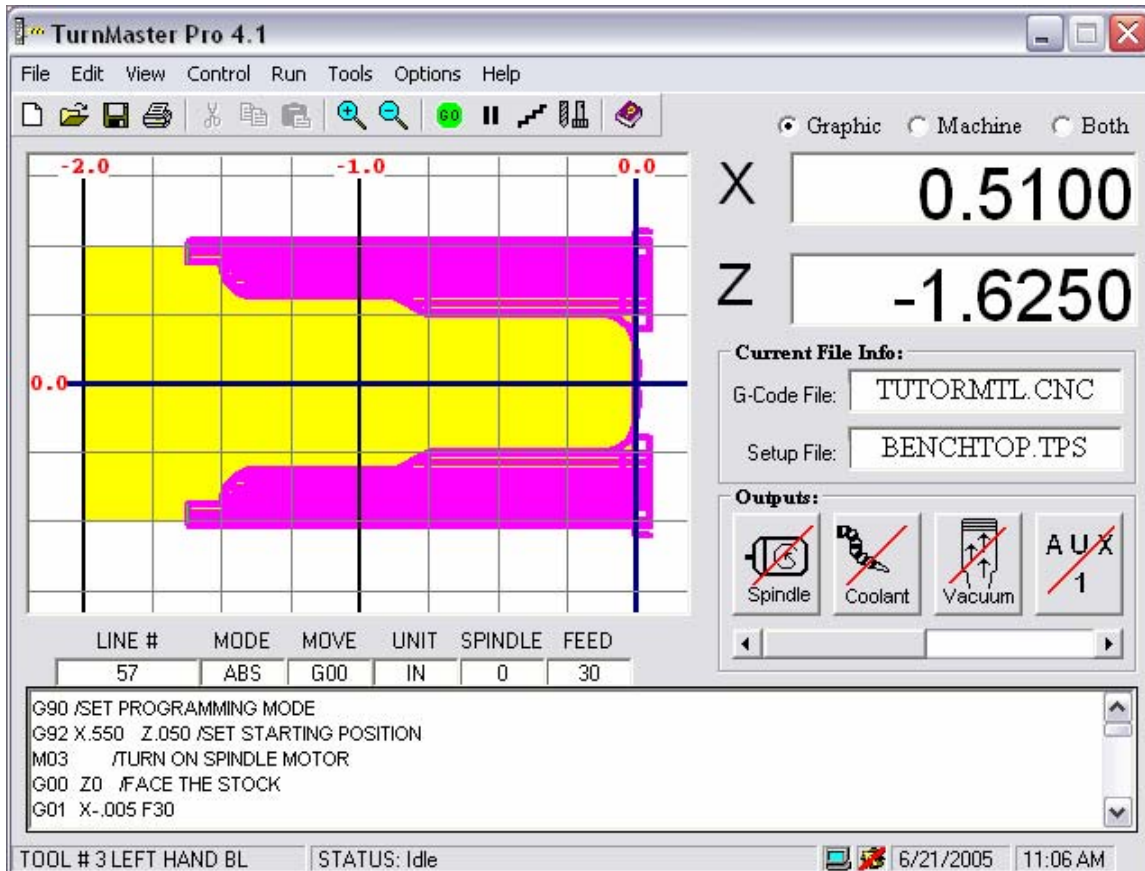 TurnMaster Pro 4.1
File Edit View Control Run Tools Options Help
GO
Graphic Machine Both
-2.0 -1.0 0.0
0.0
X 0.5100
Z -1.6250
Current File Info:
G-Code File: TUTORMTL.CNC
Setup File: BENCHTOP.TPS
Outputs:
Spindle Coolant Vacuum AUX 1
LINE # MODE MOVE UNIT SPINDLE FEED
57 ABS G00 IN 0 30
G90 /SET PROGRAMMING MODE
G92 X.550 Z.050 /SET STARTING POSITION
M03 /TURN ON SPINDLE MOTOR
G00 Z0 /FACE THE STOCK
G01 X-.005 F30
TOOL # 3 LEFT HAND BL STATUS: Idle 6/21/2005 11:06 AM